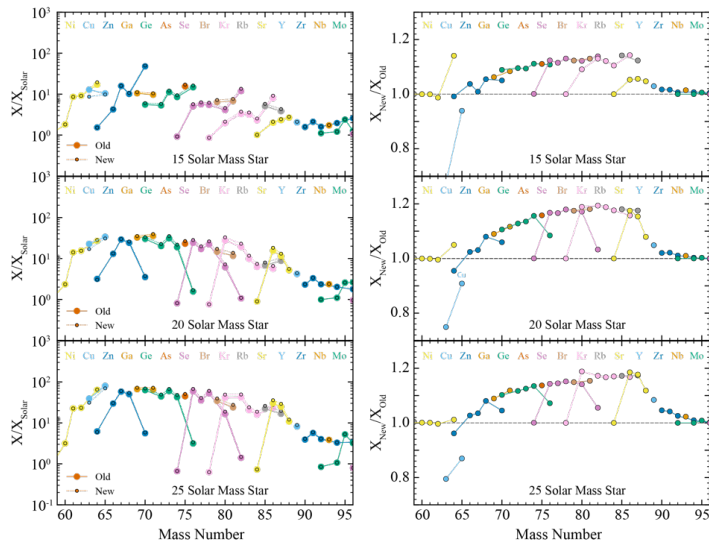 10³
Ni Cu Zn Ga Ge As Se Br Kr Rb Sr Y Zr Nb Mo
10²
10¹
10⁰
X/X_Solar
Old
New
15 Solar Mass Star
1.2
1.0
0.8
X_New/X_Old
Ni Cu Zn Ga Ge As Se Br Kr Rb Sr Y Zr Nb Mo
15 Solar Mass Star
10³
Ni Cu Zn Ga Ge As Se Br Kr Rb Sr Y Zr Nb Mo
10²
10¹
10⁰
X/X_Solar
Old
New
20 Solar Mass Star
1.2
1.0
0.8
X_New/X_Old
Ni Cu Zn Ga Ge As Se Br Kr Rb Sr Y Zr Nb Mo
Cu
20 Solar Mass Star
10³
Ni Cu Zn Ga Ge As Se Br Kr Rb Sr Y Zr Nb Mo
10²
10¹
10⁰
10⁻¹
X/X_Solar
Old
New
25 Solar Mass Star
60 65 70 75 80 85 90 95
Mass Number
1.2
1.0
0.8
X_New/X_Old
Ni Cu Zn Ga Ge As Se Br Kr Rb Sr Y Zr Nb Mo
25 Solar Mass Star
60 65 70 75 80 85 90 95
Mass Number